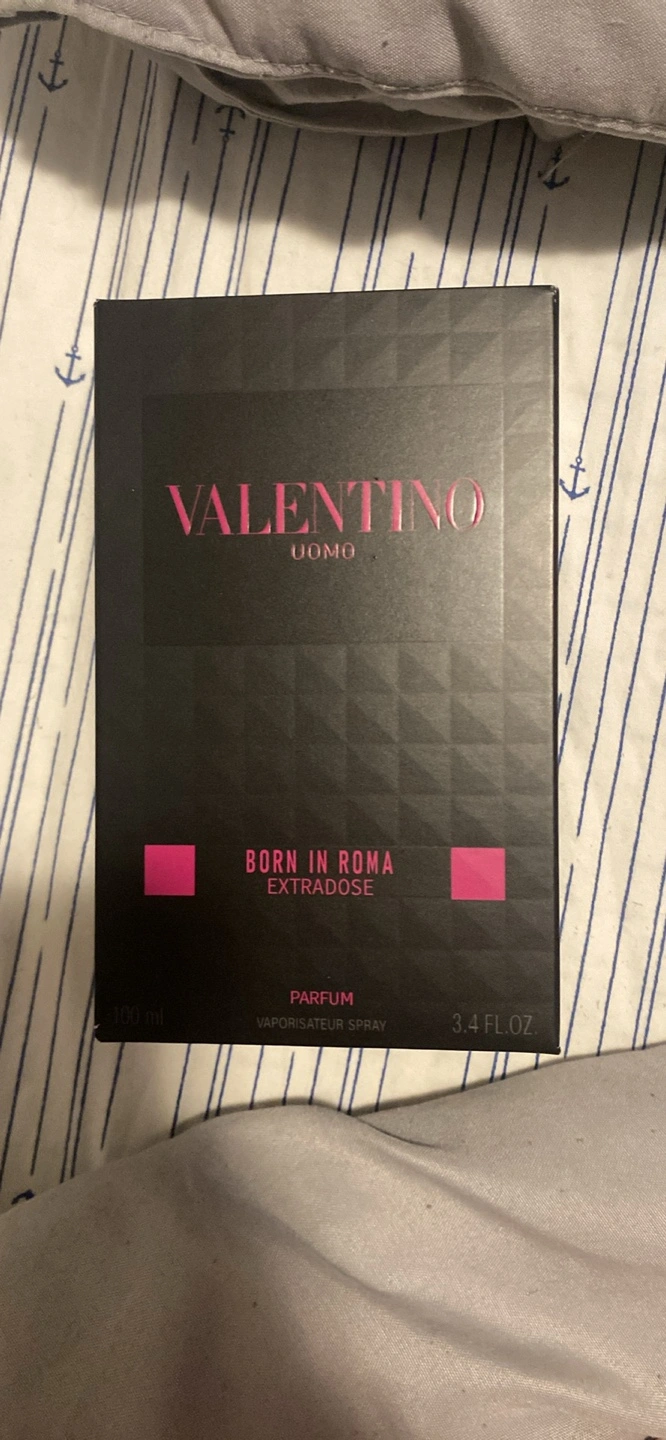 VALENTINO
UOMO
BORN IN ROMA
EXTRADOSE
PARFUM
100 ml
VAPORISATEUR SPRAY
3.4 FL.OZ.